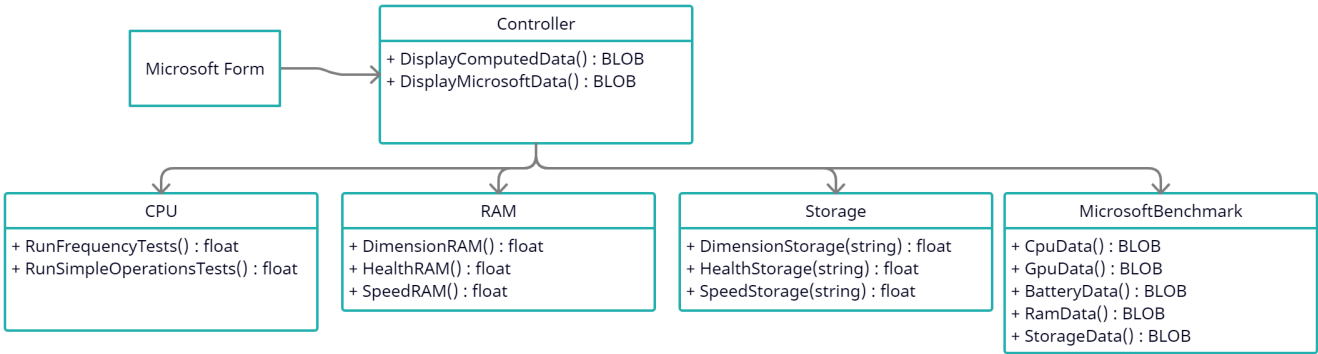 Controller
Microsoft Form
+ DisplayComputedData() : BLOB
+ DisplayMicrosoftData() : BLOB
CPU
+ RunFrequencyTests() : float
+ RunSimpleOperationsTests() : float
RAM
+ DimensionRAM() : float
+ HealthRAM() : float
+ SpeedRAM() : float
Storage
+ DimensionStorage(string) : float
+ HealthStorage(string) : float
+ SpeedStorage(string) : float
MicrosoftBenchmark
+ CpuData() : BLOB
+ GpuData() : BLOB
+ BatteryData() : BLOB
+ RamData() : BLOB
+ StorageData() : BLOB